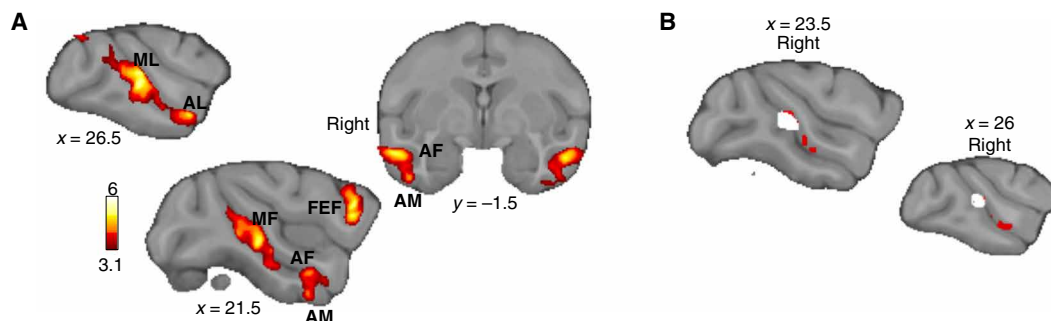 A
ML
AL
x = 26.5
Right
AF
AM
y = –1.5
6
3.1
FEF
MF
AF
AM
x = 21.5
B
x = 23.5
Right
x = 26
Right